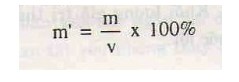 m' = m/v x 100%